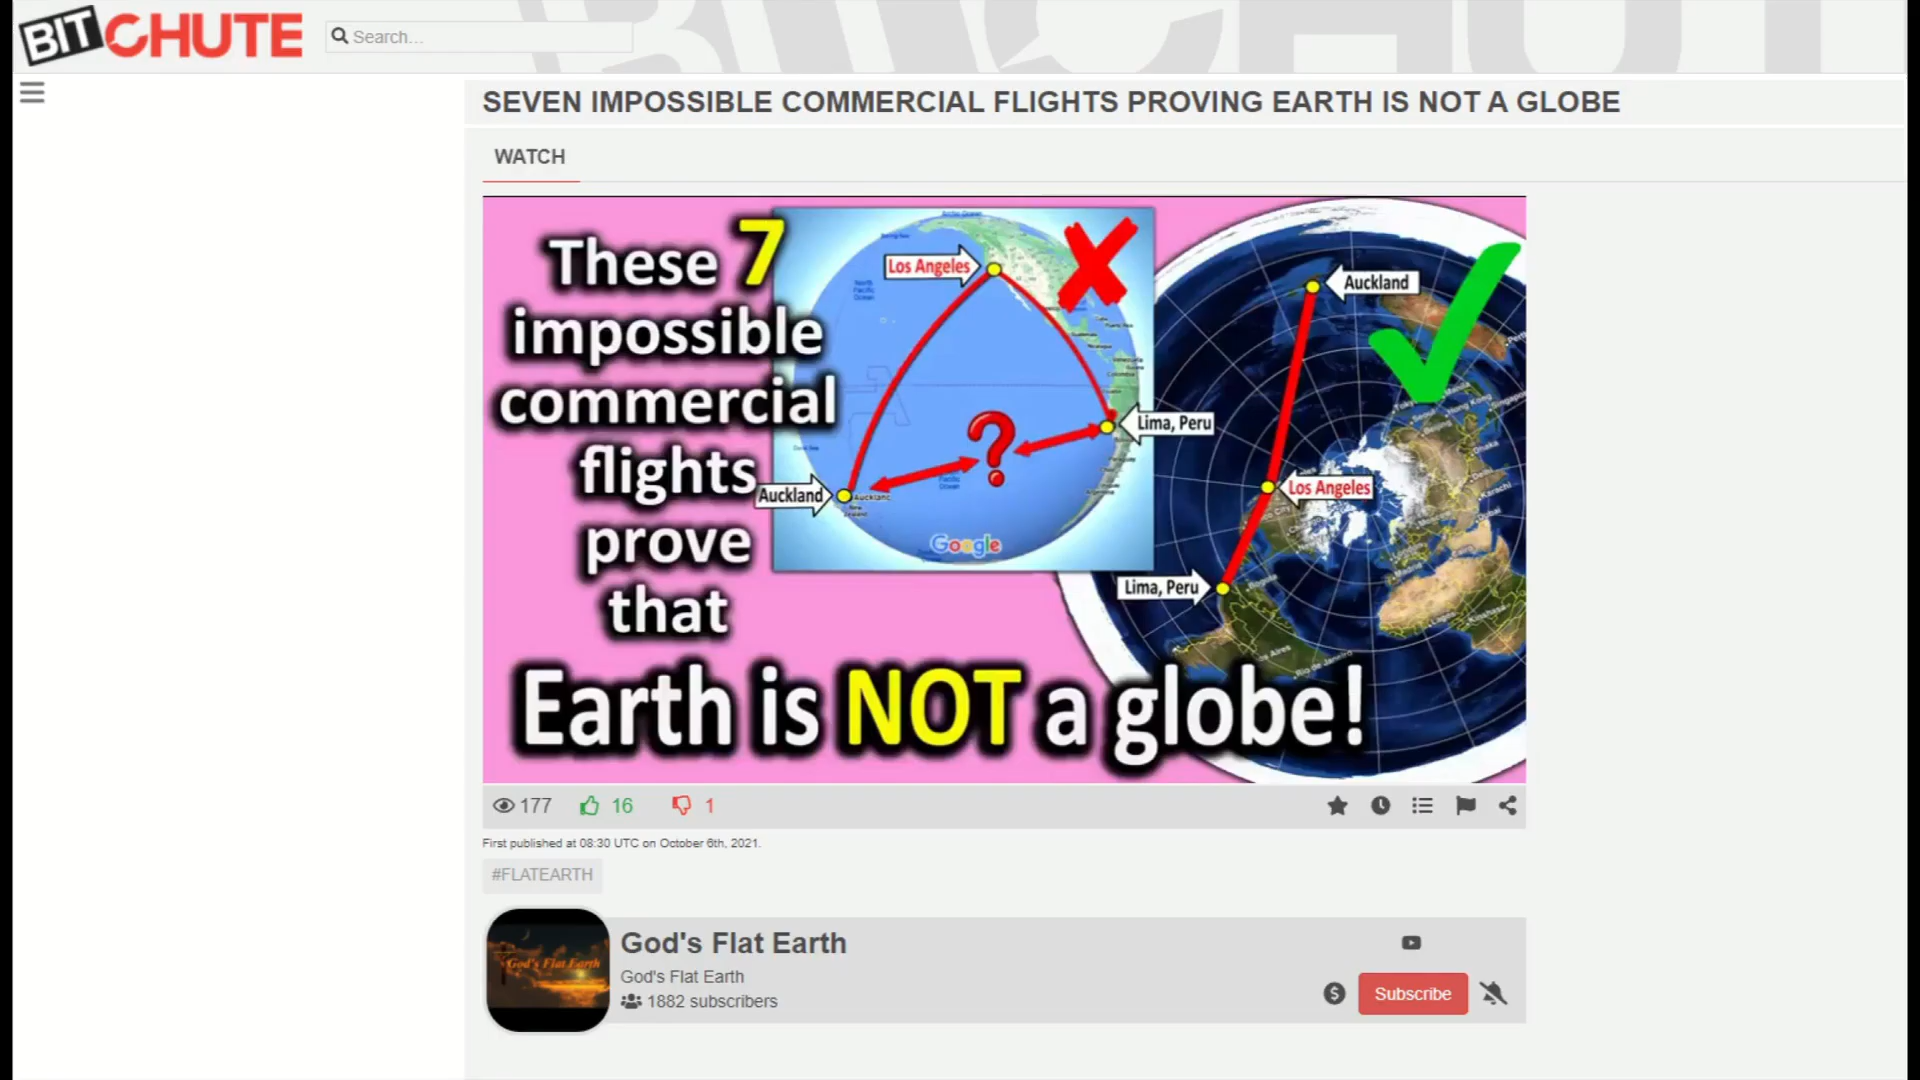 BITCHUTE
Search...
SEVEN IMPOSSIBLE COMMERCIAL FLIGHTS PROVING EARTH IS NOT A GLOBE
WATCH
These 7
impossible
commercial
flights
prove
that
Earth is NOT a globe!
Los Angeles
Lima, Peru
Auckland
Google
Auckland
Los Angeles
Lima, Peru
177
16
1
First published at 08:30 UTC on October 6th, 2021.
#FLATEARTH
God's Flat Earth
God's Flat Earth
God's Flat Earth
1882 subscribers
Subscribe